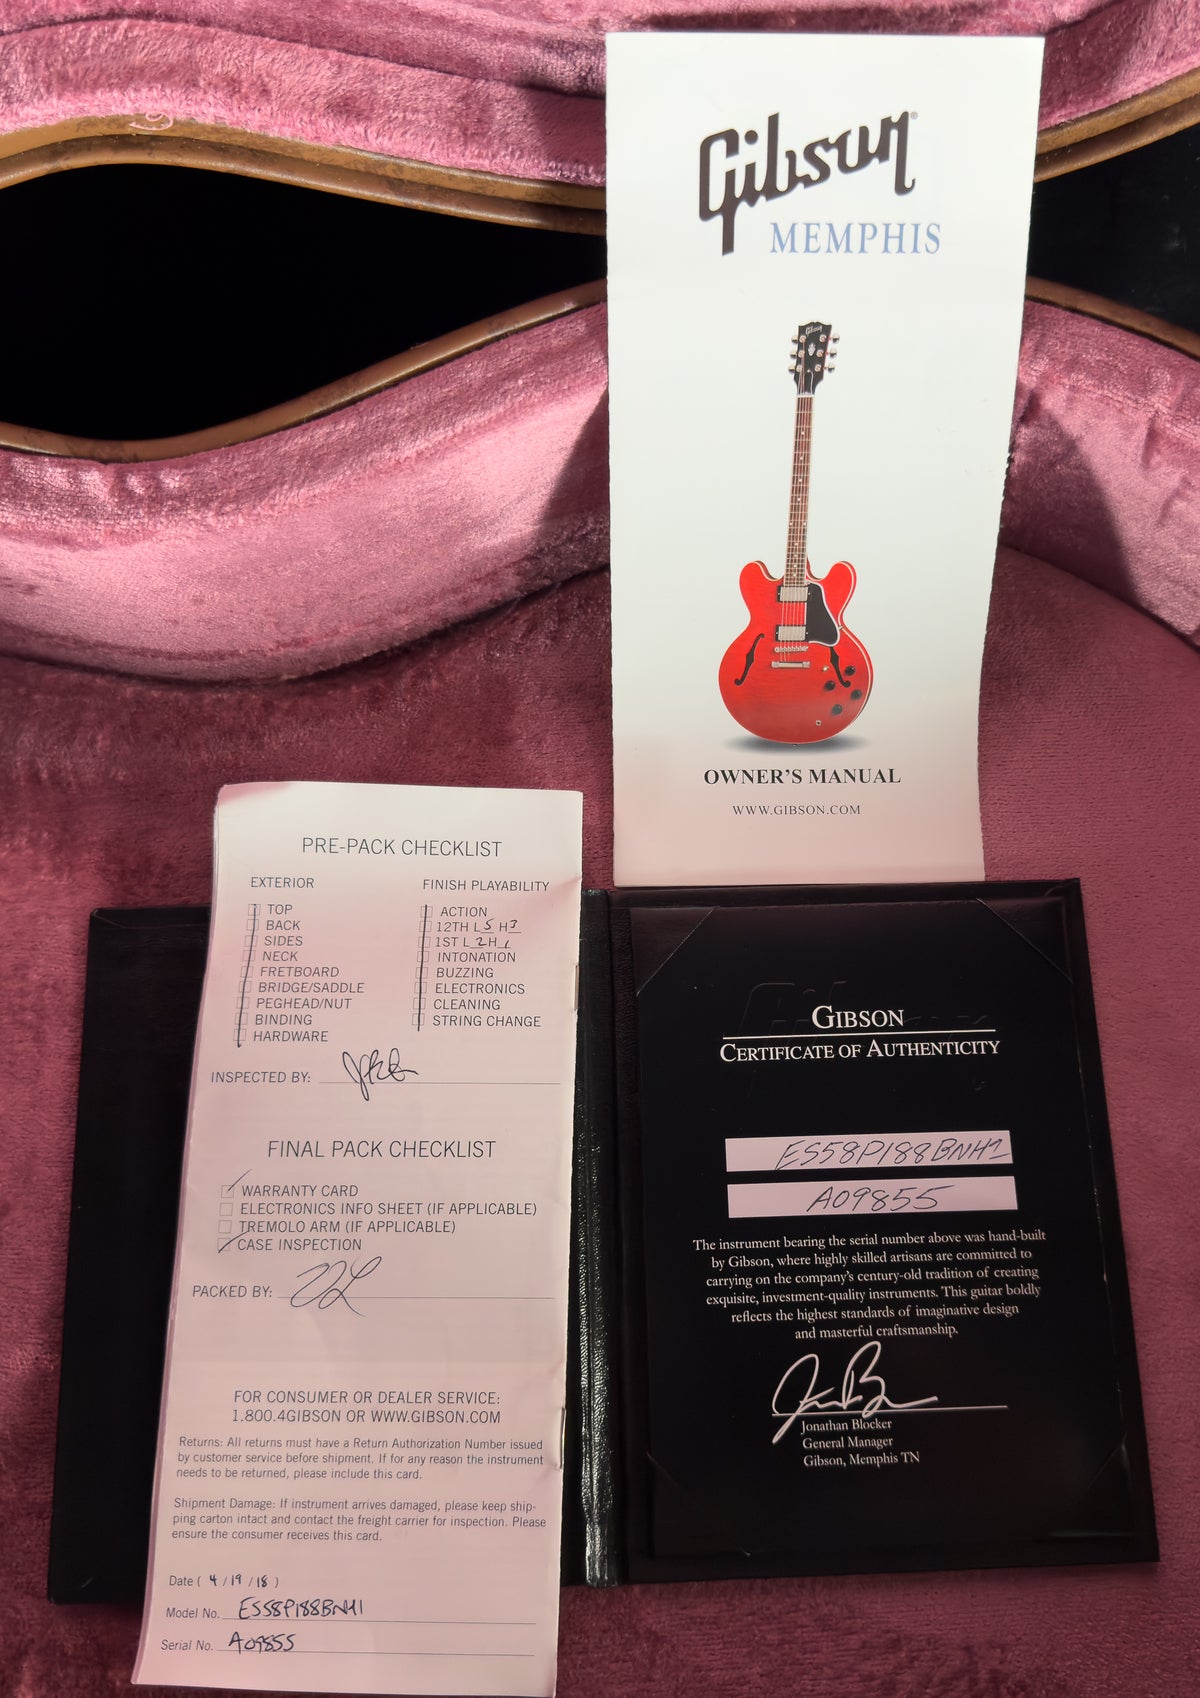 Gibson
MEMPHIS
Gibson
OWNER'S MANUAL
WWW.GIBSON.COM
PRE-PACK CHECKLIST
EXTERIOR
TOP
BACK
SIDES
NECK
FRETBOARD
BRIDGE/SADDLE
PEGHEAD/NUT
BINDING
HARDWARE
FINISH PLAYABILITY
ACTION
12TH L 5 H 3
1ST L 2 H 1
INTONATION
BUZZING
ELECTRONICS
CLEANING
STRING CHANGE
INSPECTED BY:
FINAL PACK CHECKLIST
WARRANTY CARD
ELECTRONICS INFO SHEET (IF APPLICABLE)
TREMOLO ARM (IF APPLICABLE)
CASE INSPECTION
PACKED BY:
FOR CONSUMER OR DEALER SERVICE:
1.800.4GIBSON OR WWW.GIBSON.COM
Returns: All returns must have a Return Authorization Number issued
by customer service before shipment. If for any reason the instrument
needs to be returned, please include this card.
Shipment Damage: If instrument arrives damaged, please keep ship-
ping carton intact and contact the freight carrier for inspection. Please
ensure the consumer receives this card.
Date ( 4 / 19 / 18 )
Model No. ES58P188BNH1
Serial No. A09855
GIBSON
CERTIFICATE OF AUTHENTICITY
ES58P188BNH1
A09855
The instrument bearing the serial number above was hand-built
by Gibson, where highly skilled artisans are committed to
carrying on the company's century-old tradition of creating
exquisite, investment-quality instruments. This guitar boldly
reflects the highest standards of imaginative design
and masterful craftsmanship.
Jonathan Blocker
General Manager
Gibson, Memphis TN